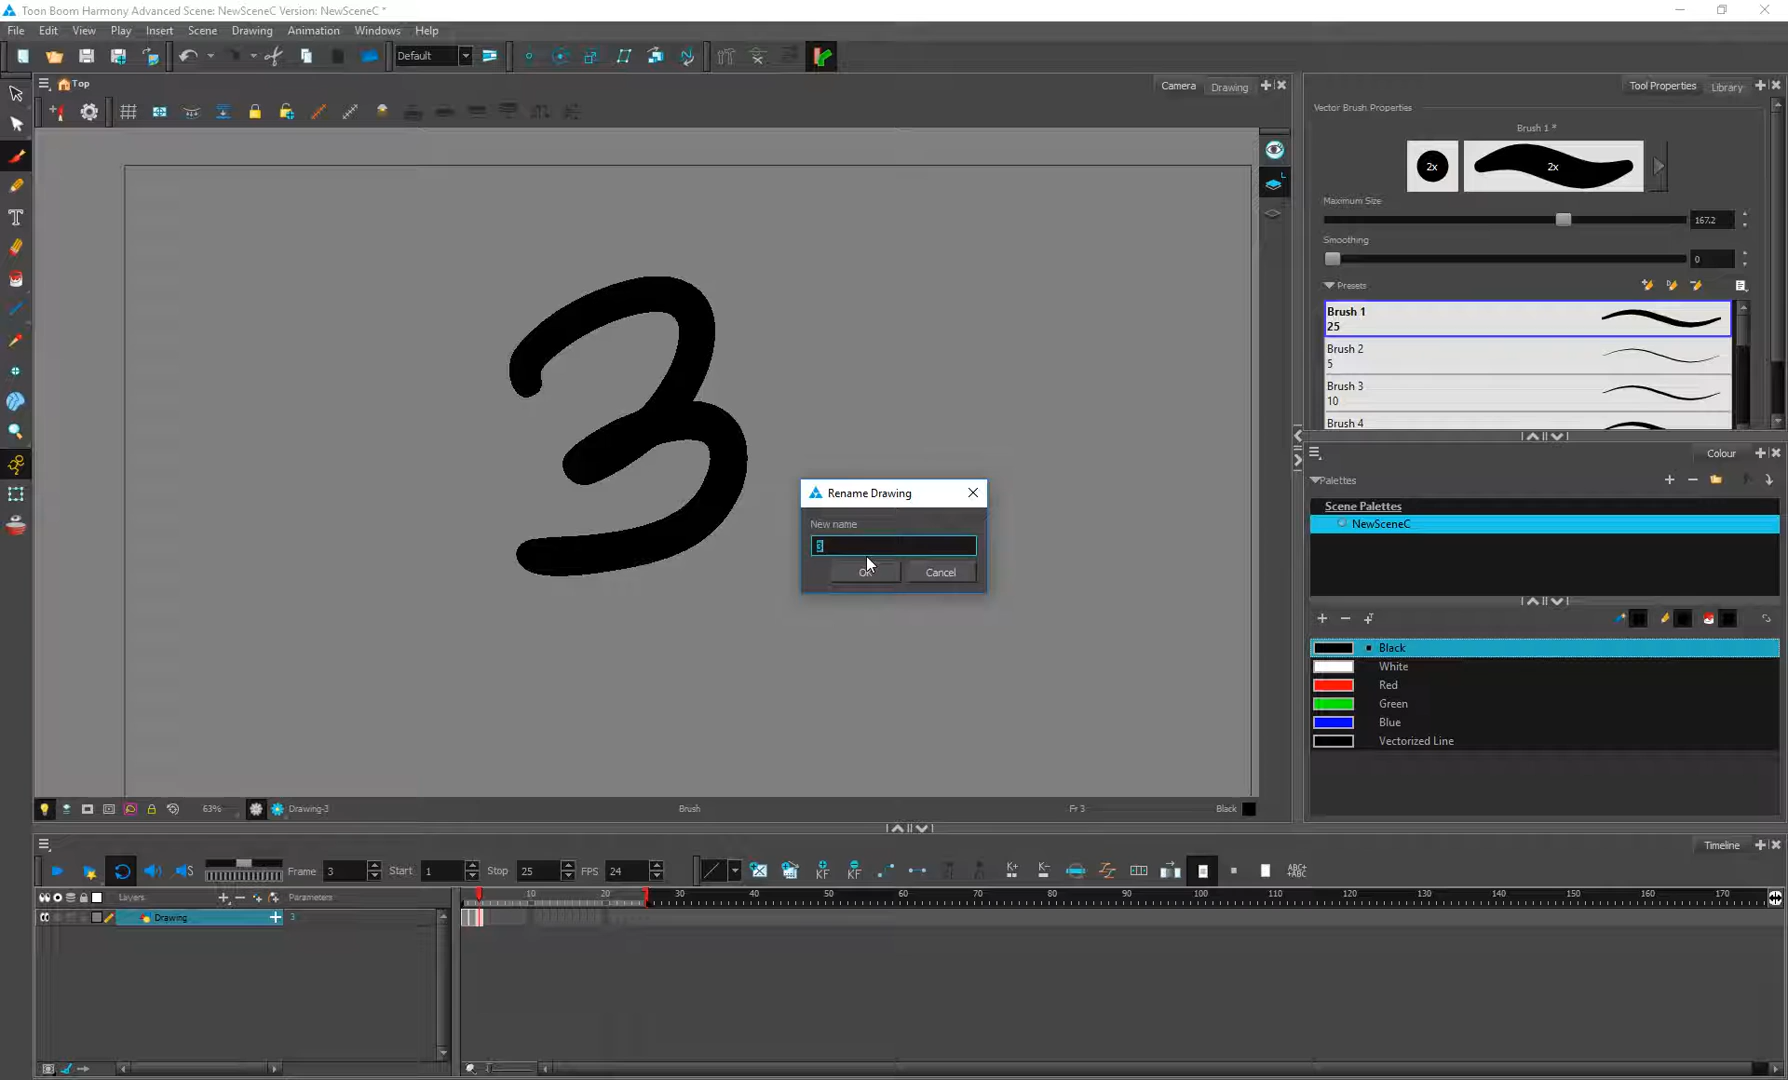 Toon Boom Harmony Advanced Scene: NewSceneC Version: NewSceneC *
File Edit View Play Insert Scene Drawing Animation Windows Help
Default
Top
Camera Drawing
Tool Properties Library
Vector Brush Properties
Brush 1 *
2x 2x
Maximum Size
167.2
Smoothing
0
Presets
Brush 1
25
Brush 2
5
Brush 3
10
Brush 4
3
Rename Drawing
New name
3
OK Cancel
Colour
Palettes
Scene Palettes
NewSceneC
Black
White
Red
Green
Blue
Vectorized Line
63% Drawing-3 Brush Fr 3 Black
Timeline
Frame 3 Start 1 Stop 25 FPS 24
KF KF K+ K- ABC+
ABC
Layers Parameters
10 20 30 40 50 60 70 80 90 100 110 120 130 140 150 160 170
Drawing 3